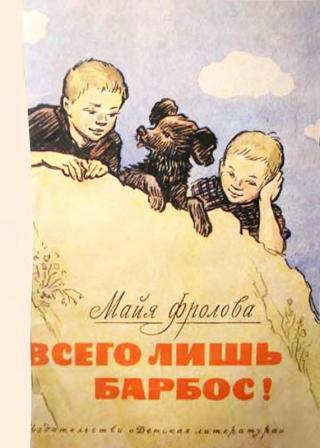 Майя Фролова
ВСЕГО ЛИШЬ
БАРБОС!
Издательство «Детская литература»